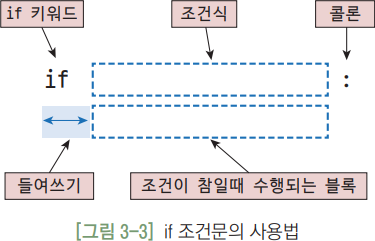 if 키워드 조건식 콜론
if :
들여쓰기 조건이 참일때 수행되는 블록
[그림 3-3] if 조건문의 사용법